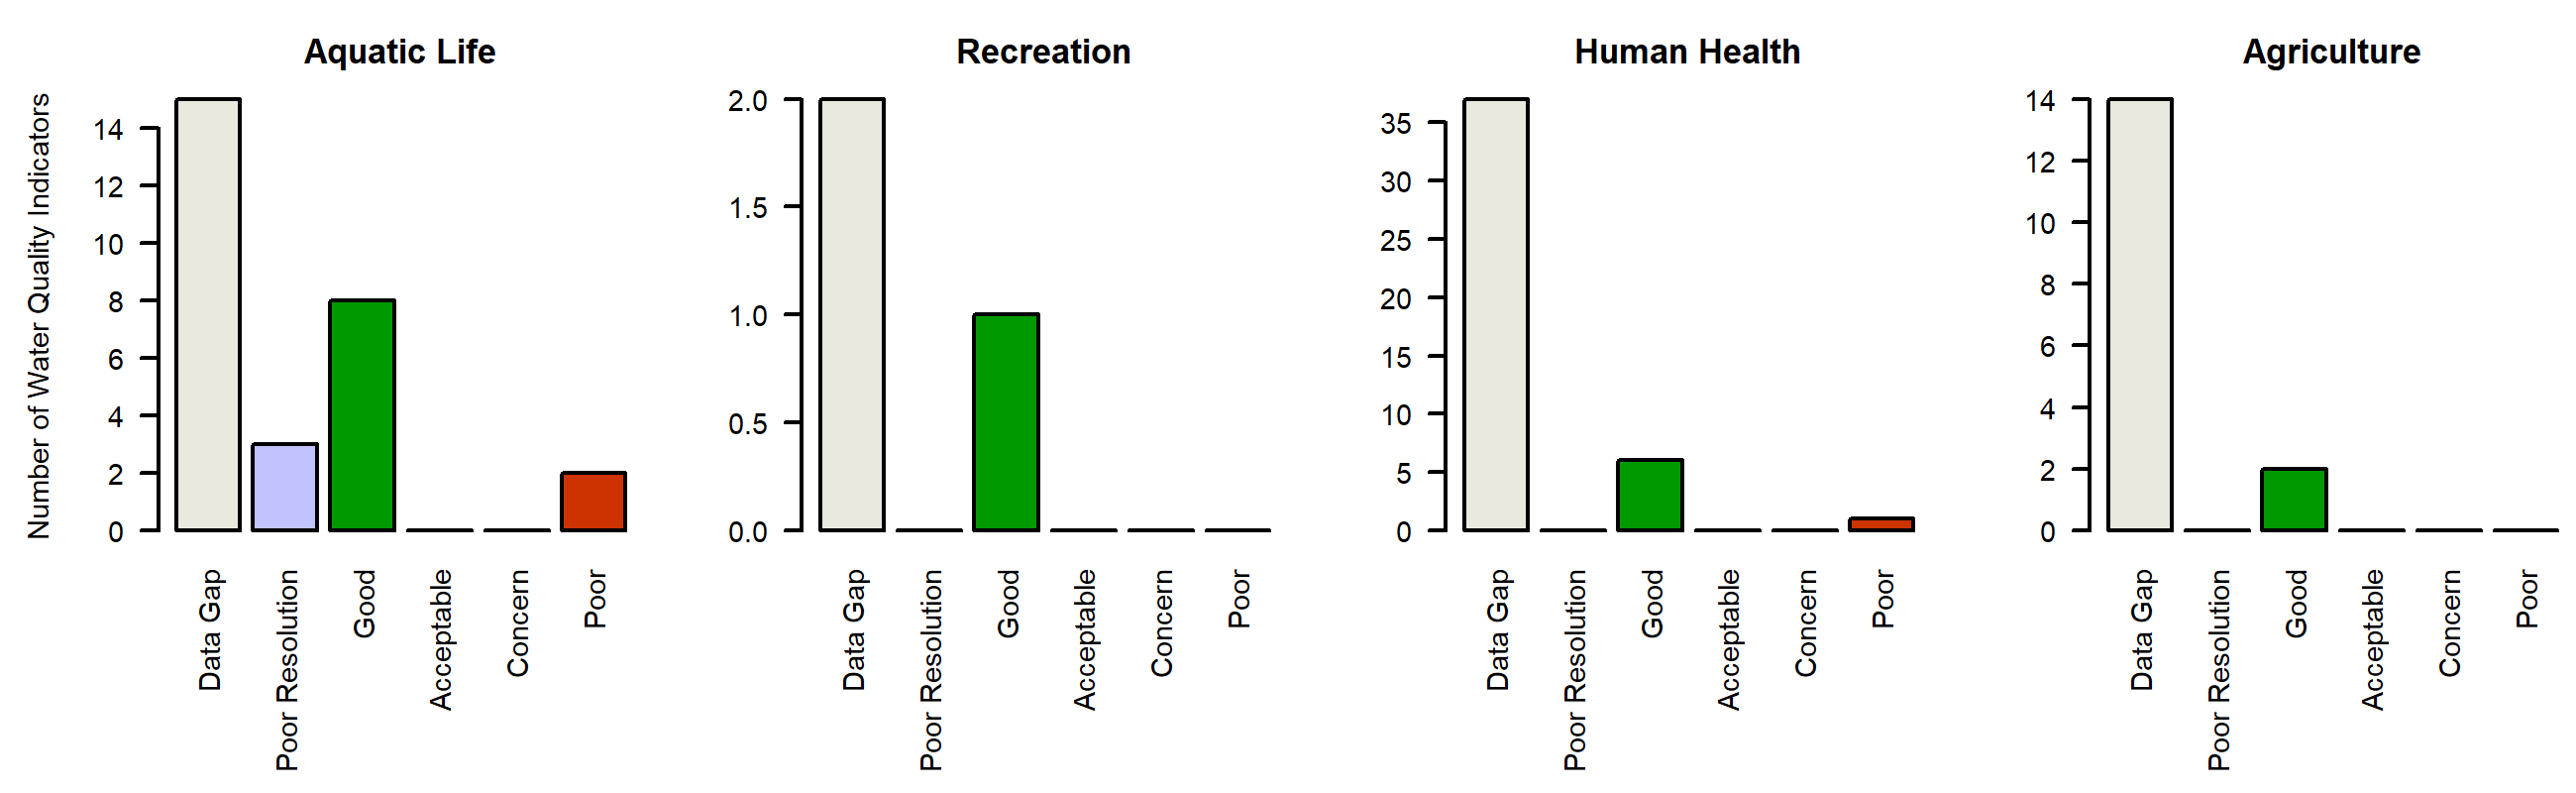 Aquatic Life
Number of Water Quality Indicators
14
12
10
8
6
4
2
0
Data Gap
Poor Resolution
Good
Acceptable
Concern
Poor
Recreation
2.0
1.5
1.0
0.5
0.0
Data Gap
Poor Resolution
Good
Acceptable
Concern
Poor
Human Health
35
30
25
20
15
10
5
0
Data Gap
Poor Resolution
Good
Acceptable
Concern
Poor
Agriculture
14
12
10
8
6
4
2
0
Data Gap
Poor Resolution
Good
Acceptable
Concern
Poor